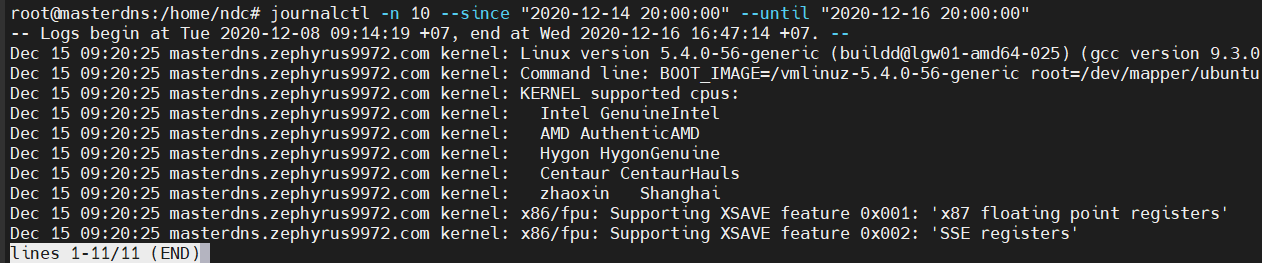 root@masterdns:/home/ndc# journalctl -n 10 --since "2020-12-14 20:00:00" --until "2020-12-16 20:00:00"
-- Logs begin at Tue 2020-12-08 09:14:19 +07, end at Wed 2020-12-16 16:47:14 +07. --
Dec 15 09:20:25 masterdns.zephyrus9972.com kernel: Linux version 5.4.0-56-generic (buildd@lgw01-amd64-025) (gcc version 9.3.0
Dec 15 09:20:25 masterdns.zephyrus9972.com kernel: Command line: BOOT_IMAGE=/vmlinuz-5.4.0-56-generic root=/dev/mapper/ubuntu
Dec 15 09:20:25 masterdns.zephyrus9972.com kernel: KERNEL supported cpus:
Dec 15 09:20:25 masterdns.zephyrus9972.com kernel:   Intel GenuineIntel
Dec 15 09:20:25 masterdns.zephyrus9972.com kernel:   AMD AuthenticAMD
Dec 15 09:20:25 masterdns.zephyrus9972.com kernel:   Hygon HygonGenuine
Dec 15 09:20:25 masterdns.zephyrus9972.com kernel:   Centaur CentaurHauls
Dec 15 09:20:25 masterdns.zephyrus9972.com kernel:   zhaoxin   Shanghai
Dec 15 09:20:25 masterdns.zephyrus9972.com kernel: x86/fpu: Supporting XSAVE feature 0x001: 'x87 floating point registers'
Dec 15 09:20:25 masterdns.zephyrus9972.com kernel: x86/fpu: Supporting XSAVE feature 0x002: 'SSE registers'
lines 1-11/11 (END)